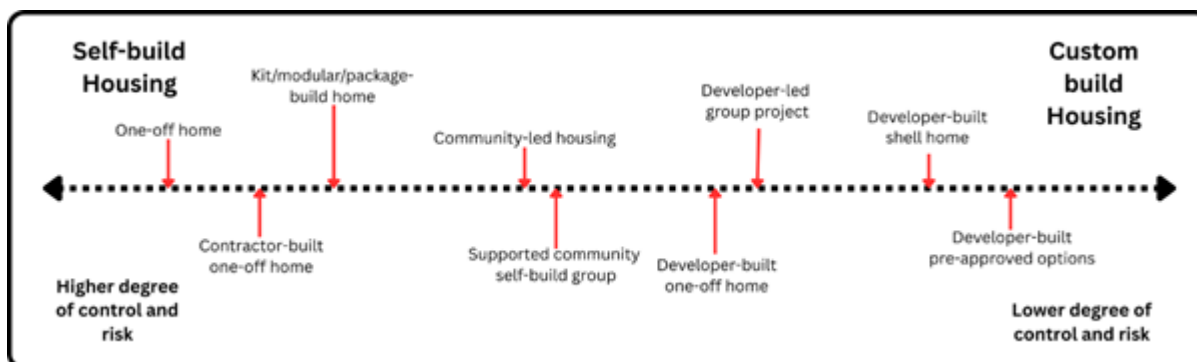 Self-build
Housing
Custom
build
Housing
Kit/modular/package-
build home
One-off home
Community-led housing
Developer-led
group project
Developer-built
shell home
Contractor-built
one-off home
Supported community
self-build group
Developer-built
one-off home
Developer-built
pre-approved options
Higher degree
of control and
risk
Lower degree of
control and risk